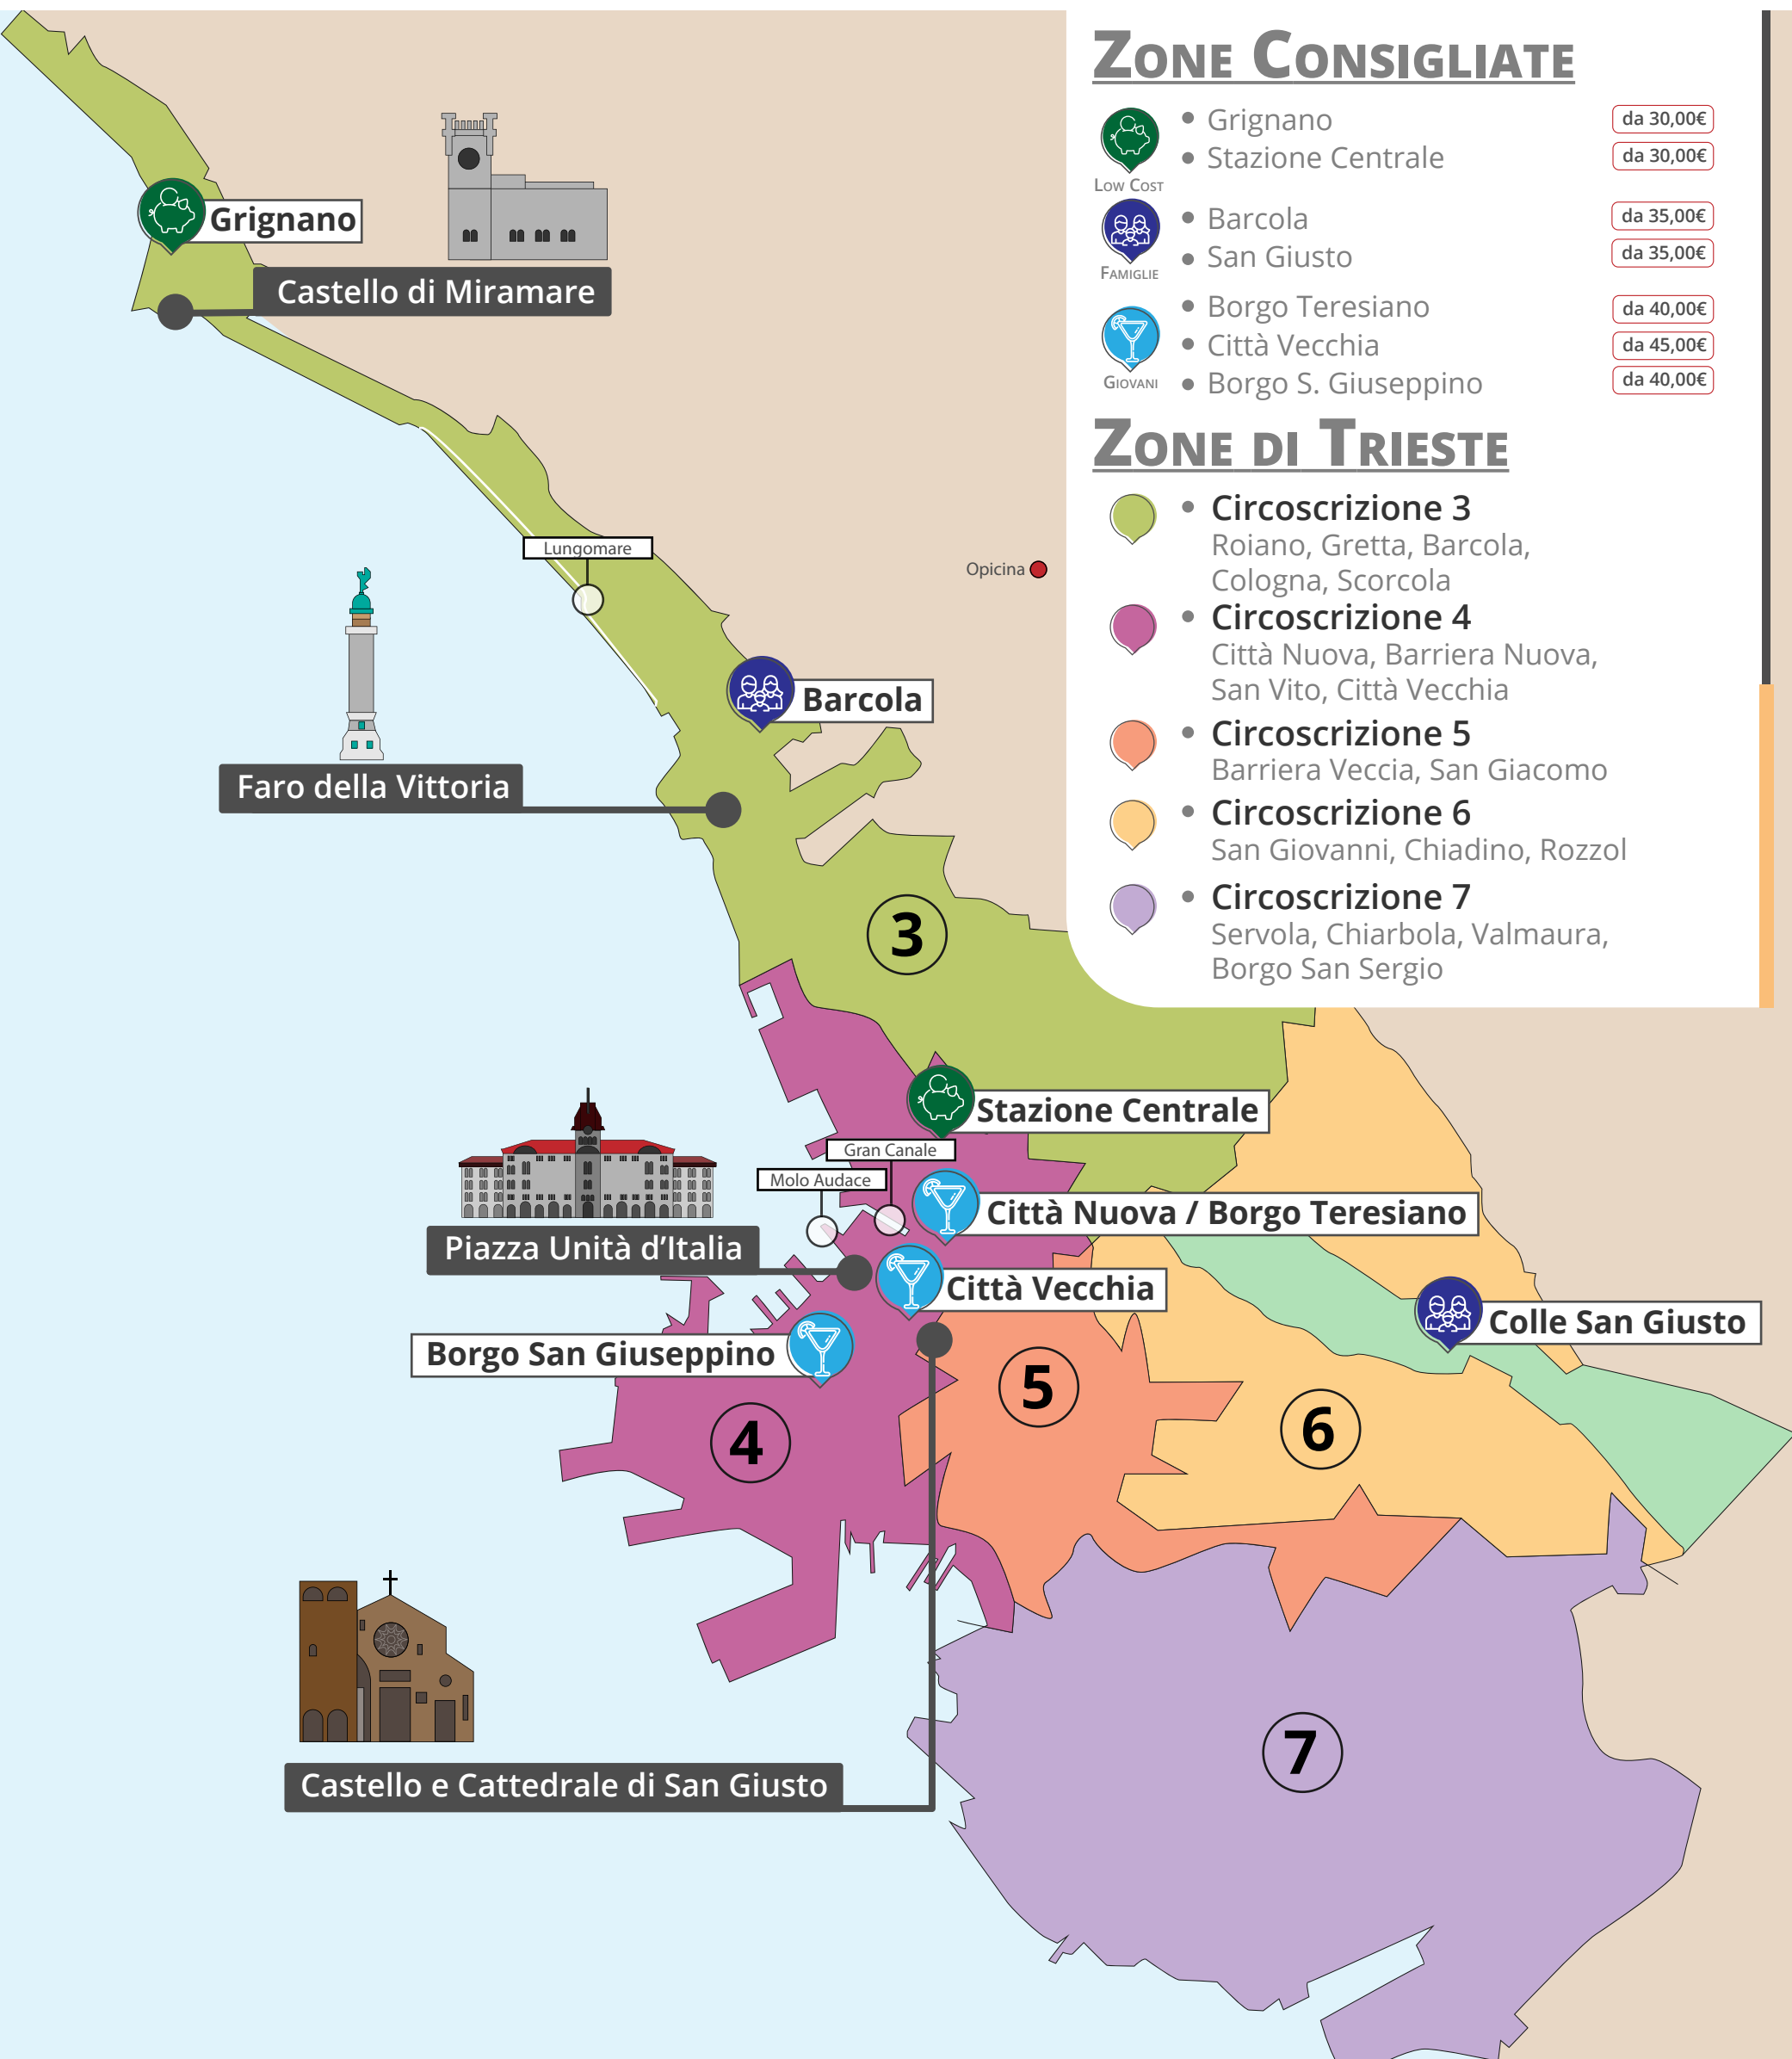 ZONE CONSIGLIATE
LOW COST
Grignano da 30,00€
Stazione Centrale da 30,00€
FAMIGLIE
Barcola da 35,00€
San Giusto da 35,00€
GIOVANI
Borgo Teresiano da 40,00€
Città Vecchia da 45,00€
Borgo S. Giuseppino da 40,00€
ZONE DI TRIESTE
Circoscrizione 3
Roiano, Gretta, Barcola,
Cologna, Scorcola
Circoscrizione 4
Città Nuova, Barriera Nuova,
San Vito, Città Vecchia
Circoscrizione 5
Barriera Veccia, San Giacomo
Circoscrizione 6
San Giovanni, Chiadino, Rozzol
Circoscrizione 7
Servola, Chiarbola, Valmaura,
Borgo San Sergio
Grignano
Castello di Miramare
Lungomare
Opicina
Barcola
Faro della Vittoria
3
Stazione Centrale
Gran Canale
Molo Audace
Città Nuova / Borgo Teresiano
Piazza Unità d’Italia
Città Vecchia
Colle San Giusto
Borgo San Giuseppino
5
6
4
7
Castello e Cattedrale di San Giusto